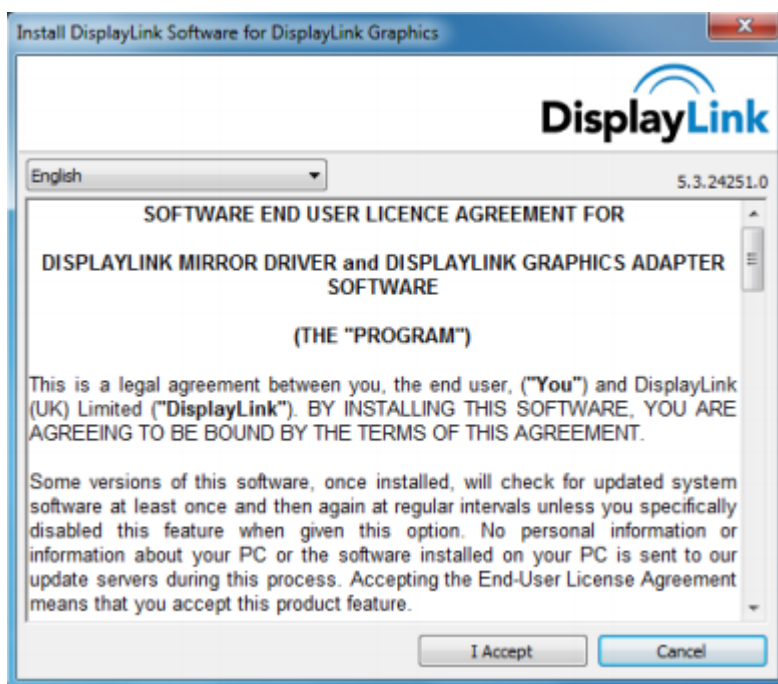 Install DisplayLink Software for DisplayLink Graphics
DisplayLink
English
5.3.24251.0
SOFTWARE END USER LICENCE AGREEMENT FOR
DISPLAYLINK MIRROR DRIVER and DISPLAYLINK GRAPHICS ADAPTER
SOFTWARE
(THE "PROGRAM")
This is a legal agreement between you, the end user, ("You") and DisplayLink
(UK) Limited ("DisplayLink"). BY INSTALLING THIS SOFTWARE, YOU ARE
AGREEING TO BE BOUND BY THE TERMS OF THIS AGREEMENT.
Some versions of this software, once installed, will check for updated system
software at least once and then again at regular intervals unless you specifically
disabled this feature when given this option. No personal information or
information about your PC or the software installed on your PC is sent to our
update servers during this process. Accepting the End-User License Agreement
means that you accept this product feature.
I Accept
Cancel